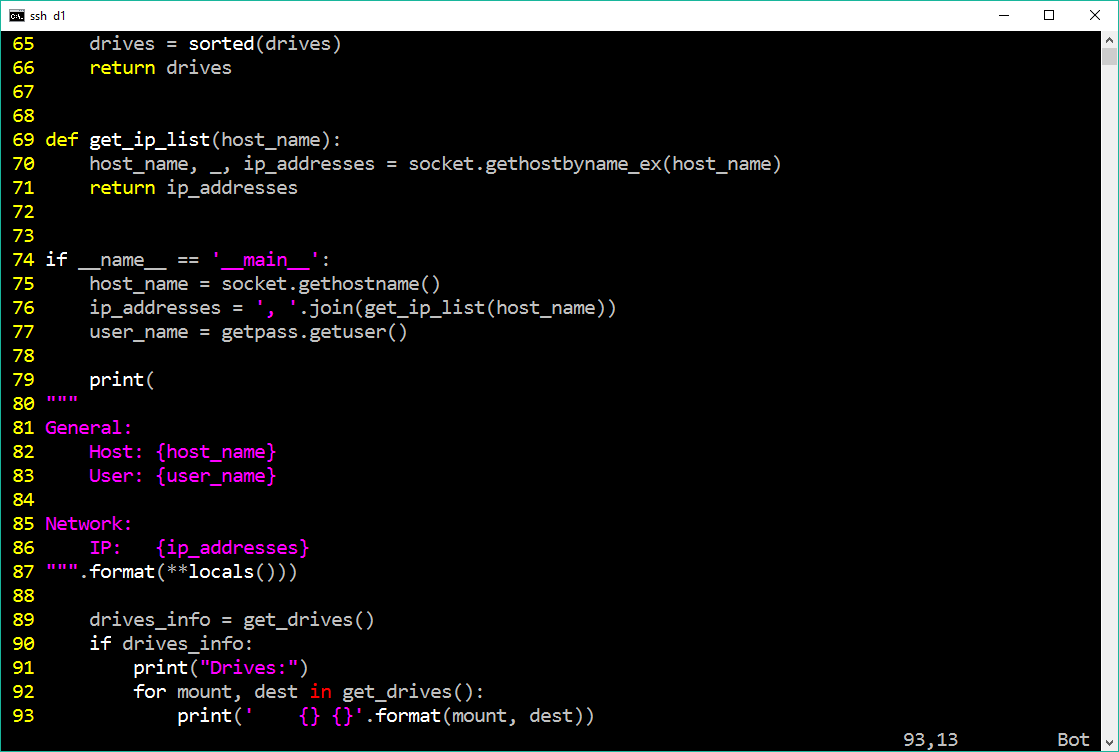 ssh d1
65     drives = sorted(drives)
66     return drives
67
68
69 def get_ip_list(host_name):
70     host_name, _, ip_addresses = socket.gethostbyname_ex(host_name)
71     return ip_addresses
72
73
74 if __name__ == '__main__':
75     host_name = socket.gethostname()
76     ip_addresses = ', '.join(get_ip_list(host_name))
77     user_name = getpass.getuser()
78
79     print(
80 """
81 General:
82     Host: {host_name}
83     User: {user_name}
84
85 Network:
86     IP:   {ip_addresses}
87 """.format(**locals()))
88
89     drives_info = get_drives()
90     if drives_info:
91         print("Drives:")
92         for mount, dest in get_drives():
93             print('    {} {}'.format(mount, dest))
93,13         Bot